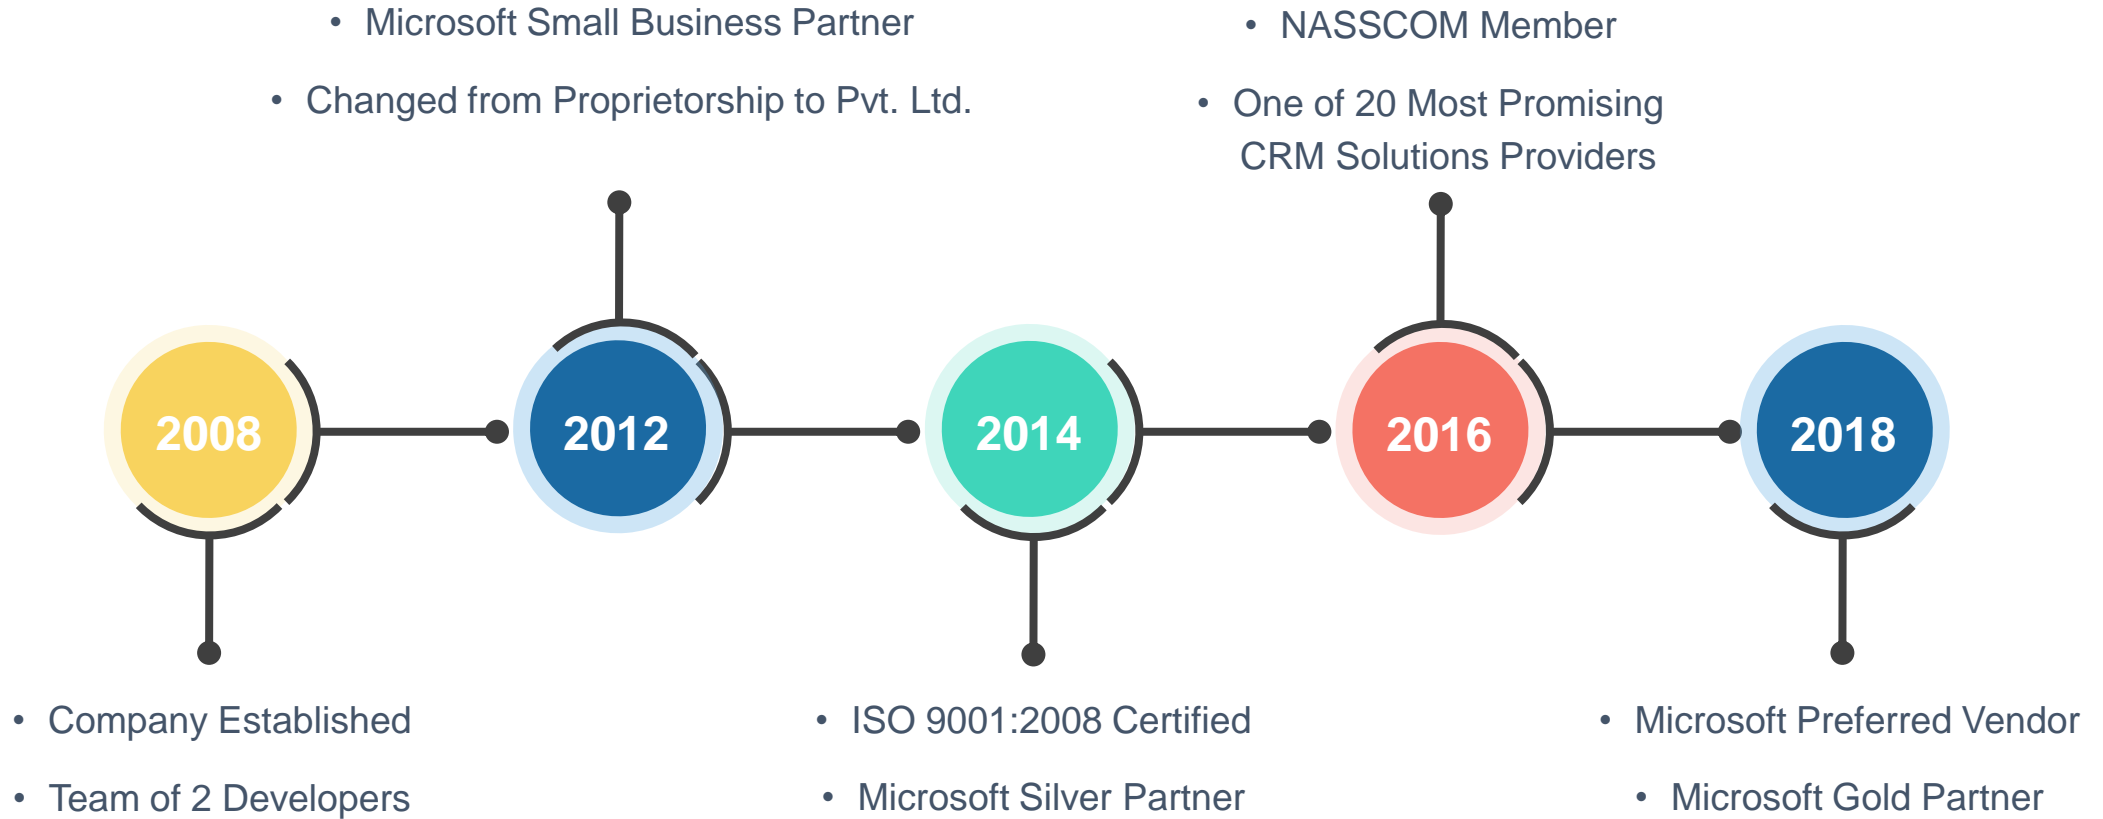 • Microsoft Small Business Partner
• Changed from Proprietorship to Pvt. Ltd.
• NASSCOM Member
• One of 20 Most Promising
CRM Solutions Providers
2008
2012
2014
2016
2018
• Company Established
• Team of 2 Developers
• ISO 9001:2008 Certified
• Microsoft Silver Partner
• Microsoft Preferred Vendor
• Microsoft Gold Partner